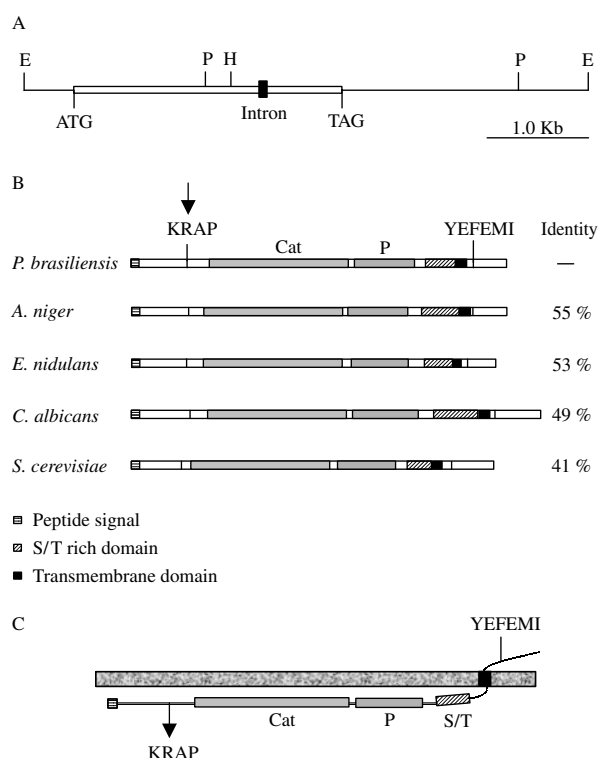 A
E P H P E
ATG Intron TAG
1.0 Kb
B
KRAP YEFEMI Identity
Cat P
P. brasiliensis —
A. niger 55 %
E. nidulans 53 %
C. albicans 49 %
S. cerevisiae 41 %
Peptide signal
S/T rich domain
Transmembrane domain
C
YEFEMI
Cat P S/T
KRAP